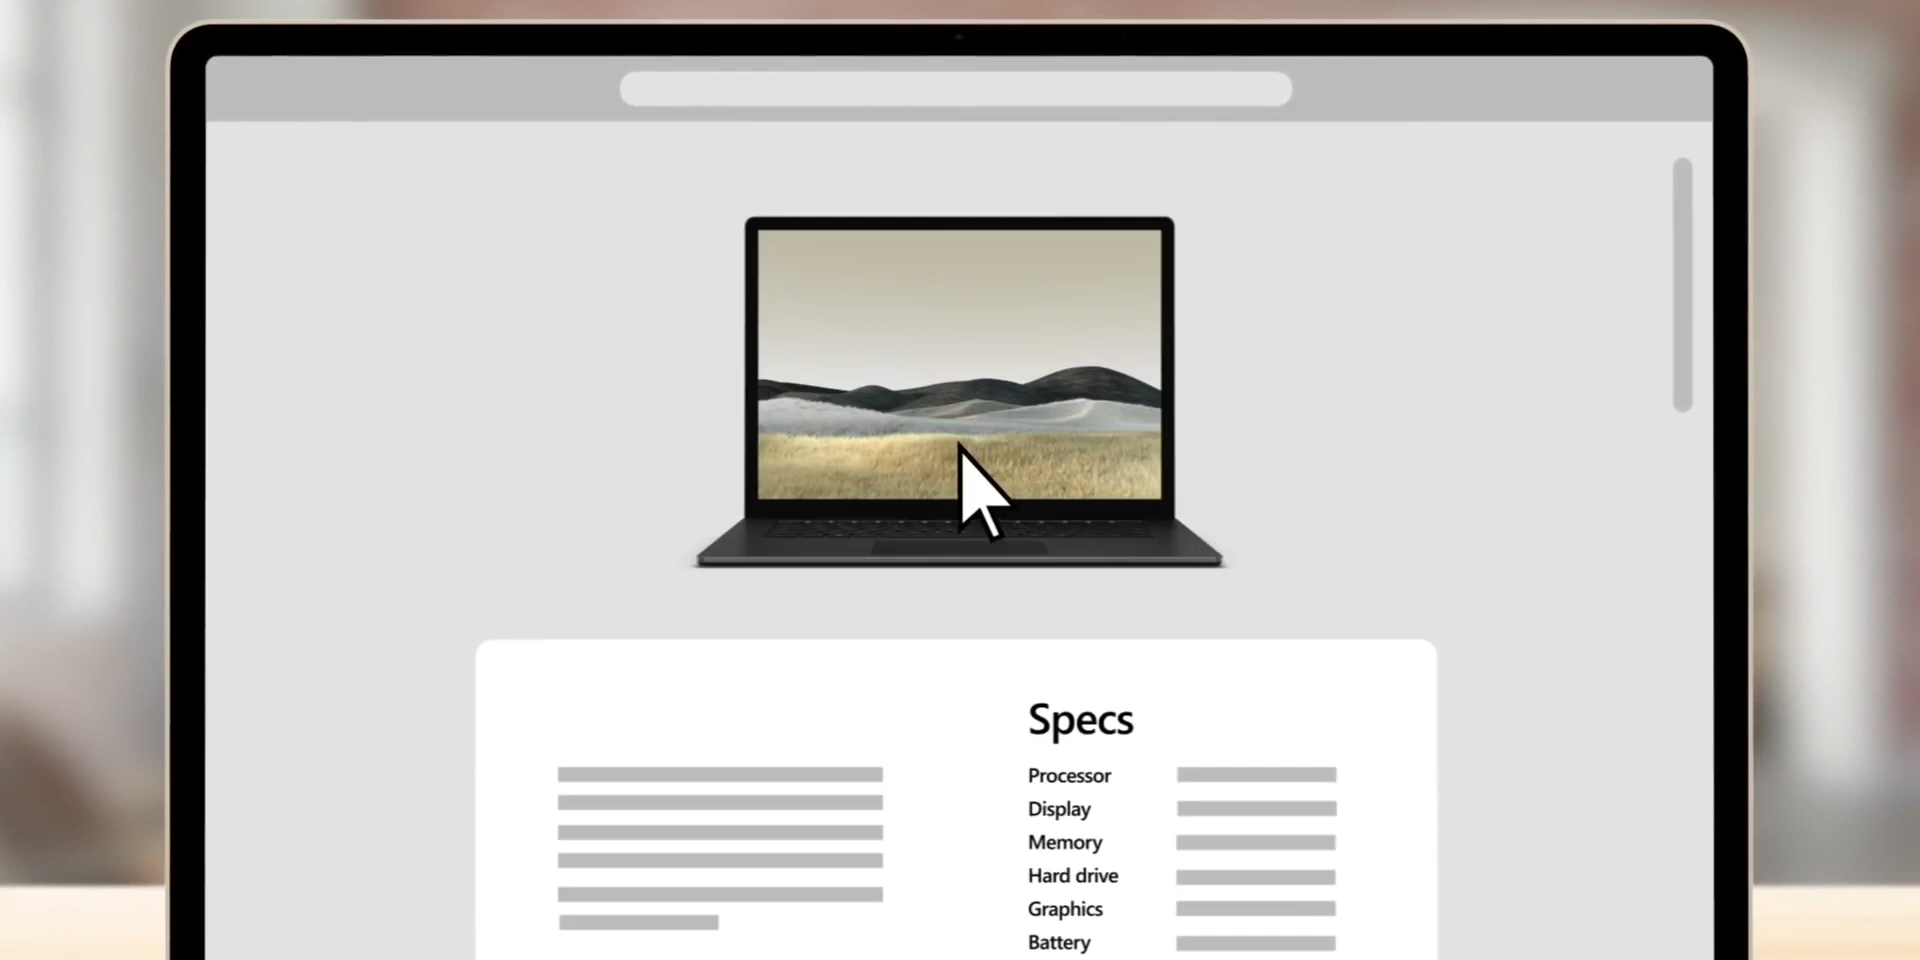 Specs
Processor
Display
Memory
Hard drive
Graphics
Battery